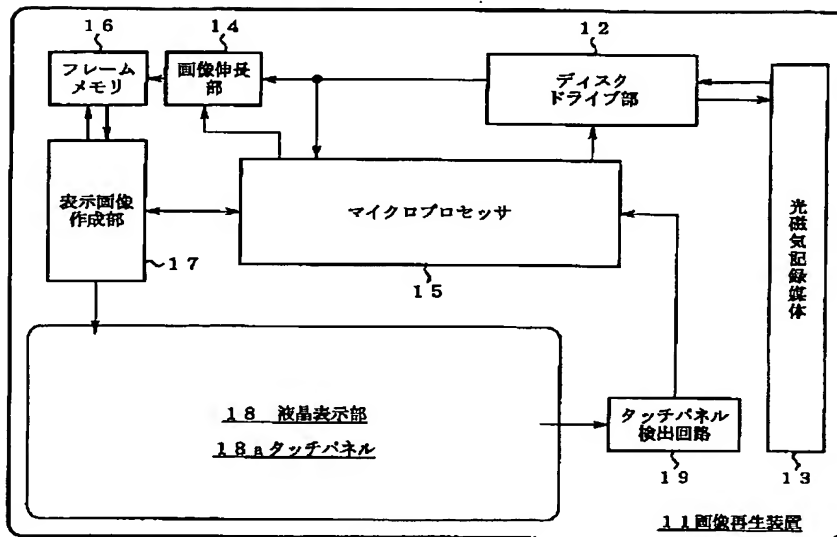 １６
１４
１２
フレーム
メモリ
画像伸長
部
ディスク
ドライブ部
表示画像
作成部
マイクロプロセッサ
光磁気記録媒体
１７
１５
１８　液晶表示部
１８ａタッチパネル
タッチパネル
検出回路
１９
１３
１１画像再生装置